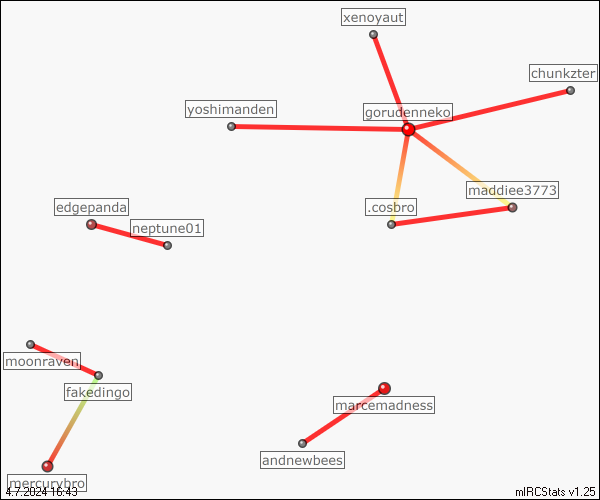 xenoyaut
chunkzter
yoshimanden
gorudenneko
maddiee3773
.cosbro
edgepanda
neptune01
moonraven
fakedingo
marcemadness
andnewbees
mercurybro
4.7.2024 16:43
mIRCStats v1.25